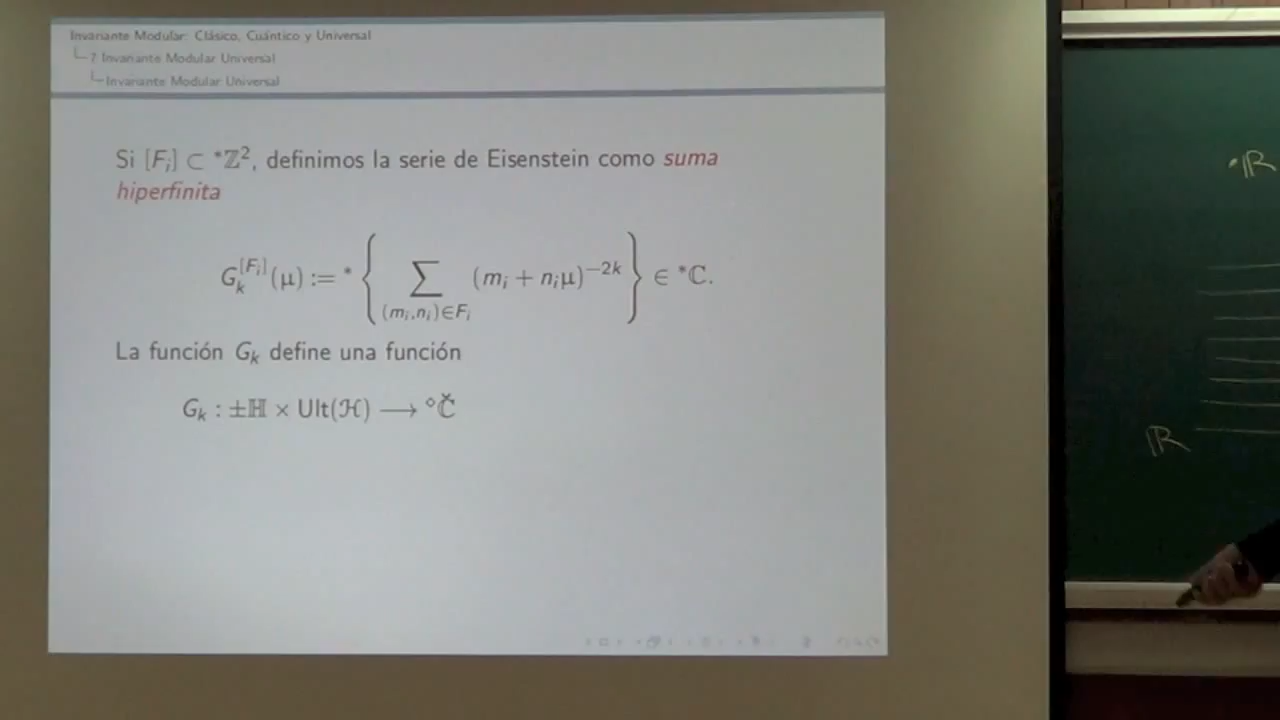 Invariante Modular: Clásico, Cuántico y Universal
7 Invariante Modular Universal
Invariante Modular Universal
Si [Fᵢ] ⊂ *ℤ², definimos la serie de Eisenstein como suma
hiperfinita
G_k^{[F_i]}(μ) := *{ ∑_{(m_i,n_i)∈F_i} (m_i + n_iμ)^{-2k} } ∈ *ℂ.
La función G_k define una función
G_k : ±ℍ × Ult(ℋ) ⟶ °ℂ̌
*ℝ
ℝ